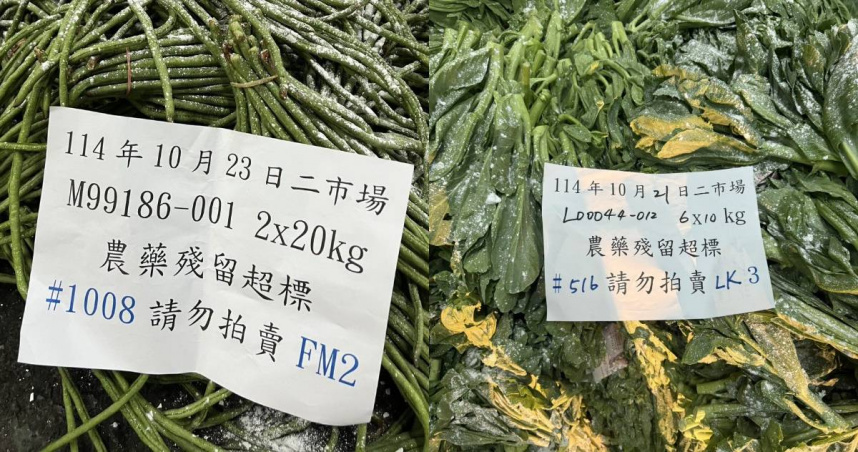 114 年 10 月 23 日二市場
M99186-001 2x20kg
農藥殘留超標
#1008 請勿拍賣 FM2
114 年 10 月 21 日二市場
L00044-012 6x10 kg
農藥殘留超標
#516 請勿拍賣 LK 3